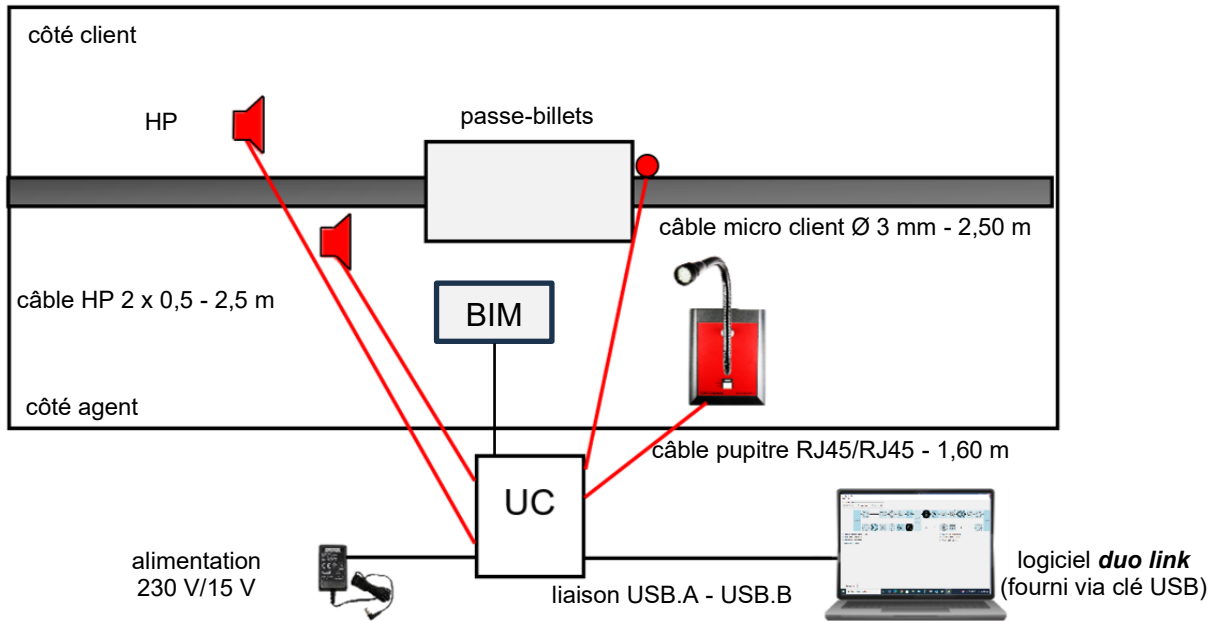 côté client
HP
passe-billets
câble micro client Ø 3 mm - 2,50 m
câble HP 2 x 0,5 - 2,5 m
BIM
côté agent
câble pupitre RJ45/RJ45 - 1,60 m
UC
alimentation
230 V/15 V
liaison USB.A - USB.B
logiciel duo link
(fourni via clé USB)